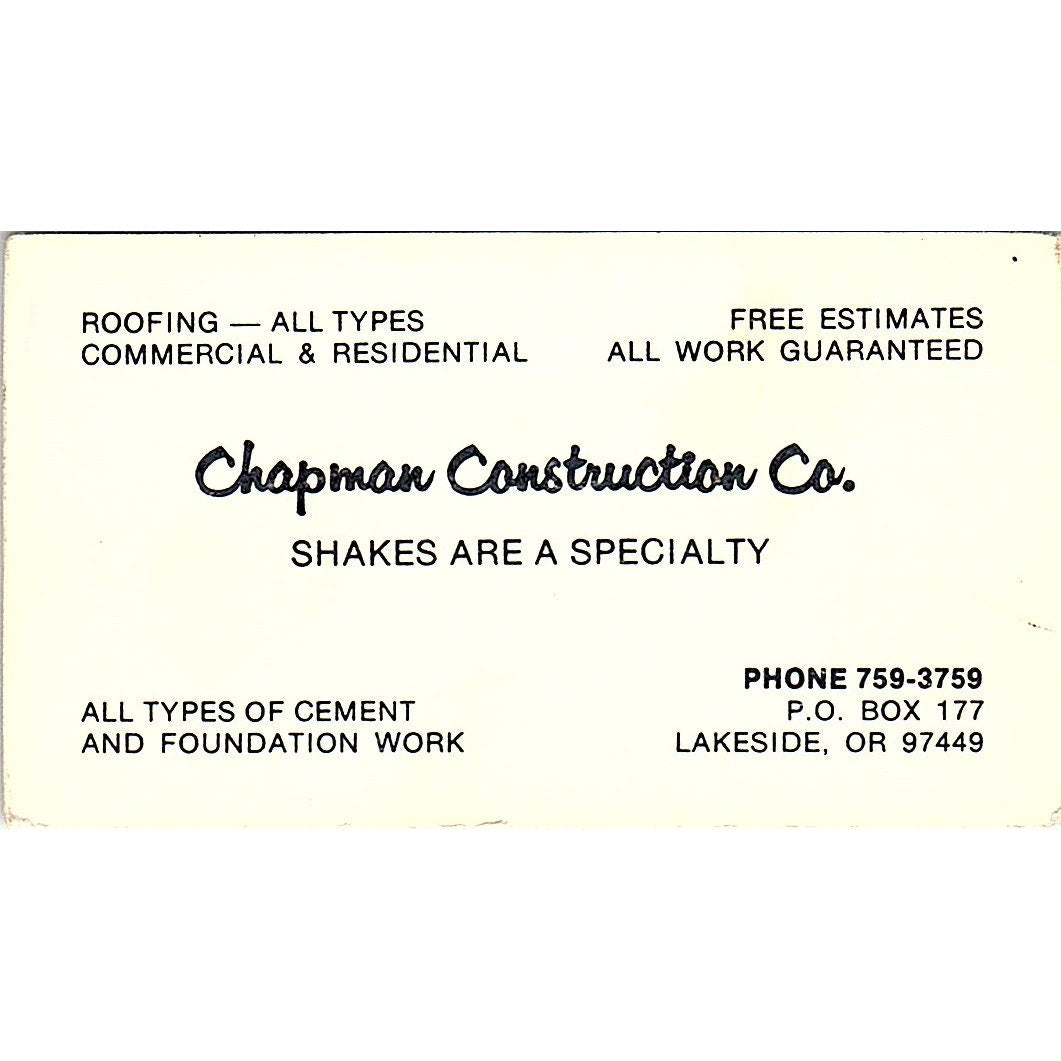 ROOFING — ALL TYPES
COMMERCIAL & RESIDENTIAL
FREE ESTIMATES
ALL WORK GUARANTEED
Chapman Construction Co.
SHAKES ARE A SPECIALTY
ALL TYPES OF CEMENT
AND FOUNDATION WORK
PHONE 759-3759
P.O. BOX 177
LAKESIDE, OR 97449